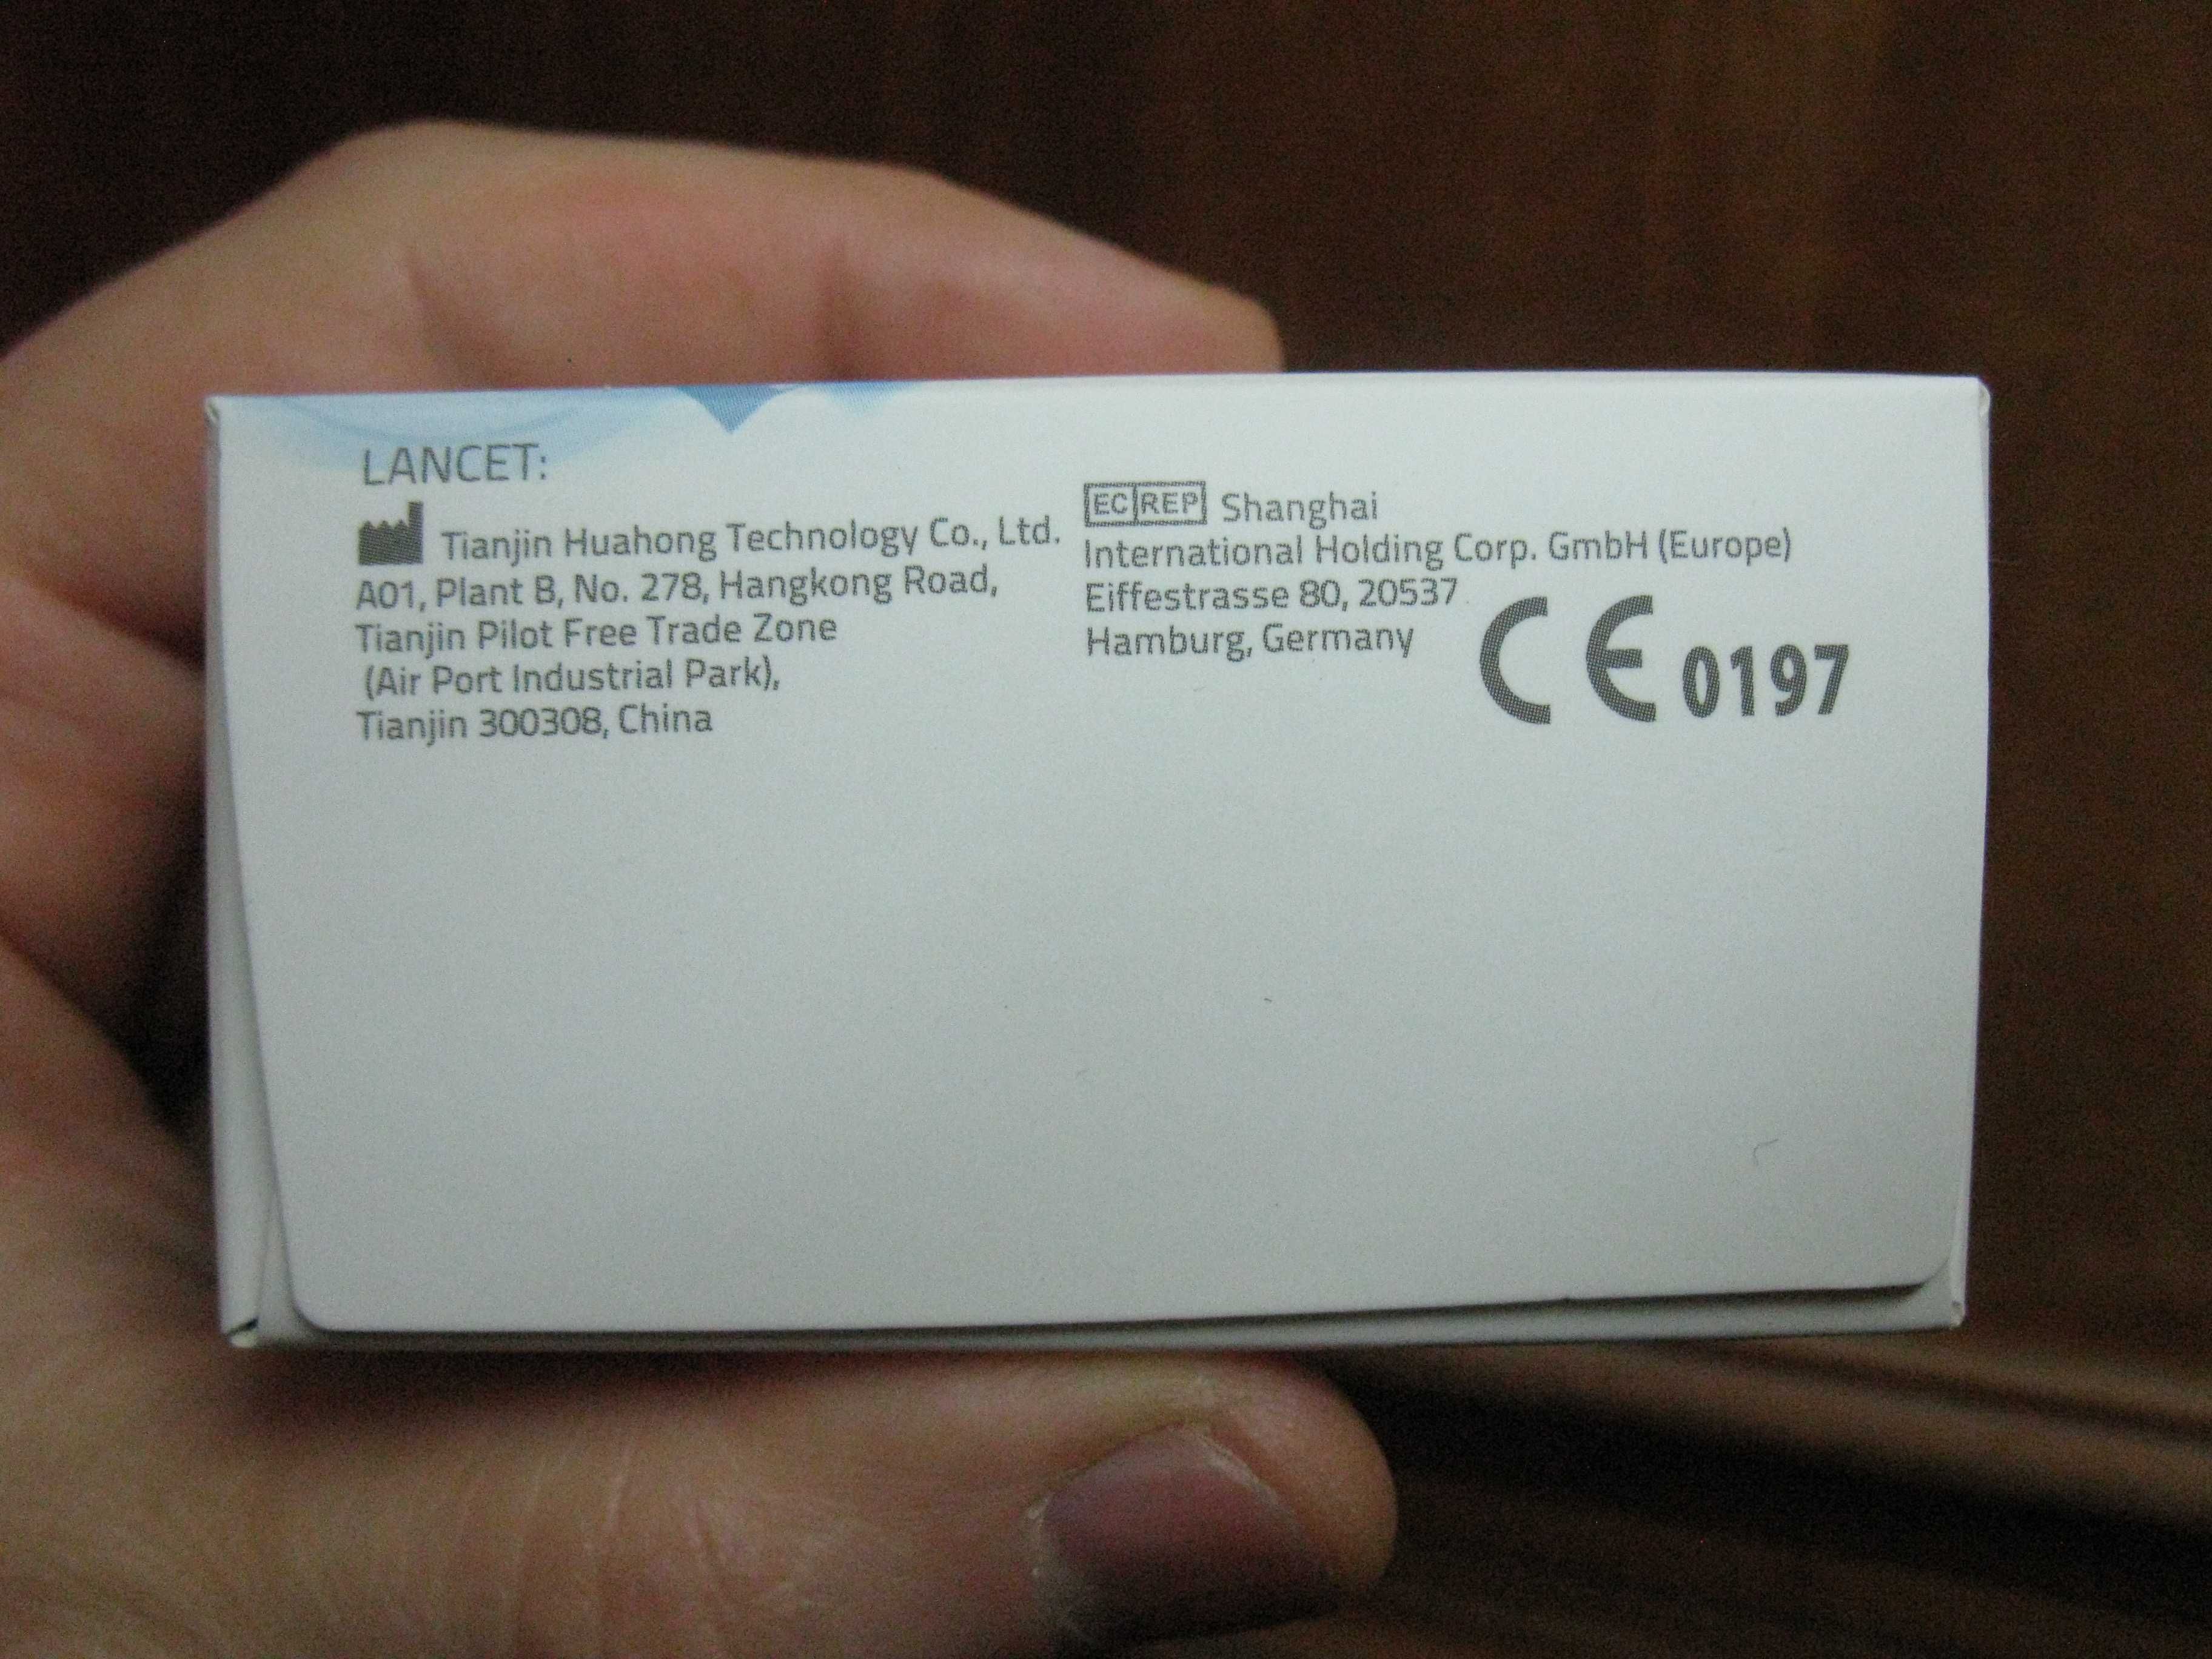 LANCET:
Tianjin Huahong Technology Co., Ltd.
A01, Plant B, No. 278, Hangkong Road,
Tianjin Pilot Free Trade Zone
(Air Port Industrial Park),
Tianjin 300308, China
EC REP Shanghai
International Holding Corp. GmbH (Europe)
Eiffestrasse 80, 20537
Hamburg, Germany
CE 0197